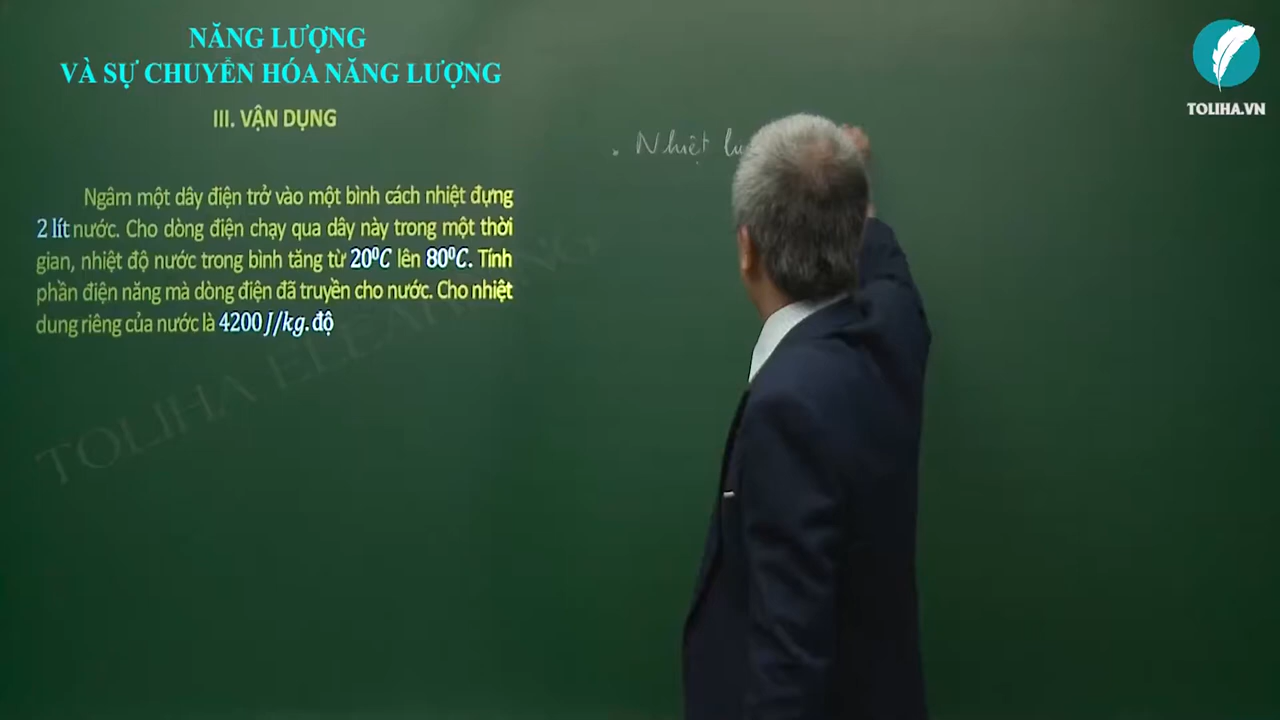 NĂNG LƯỢNG
VÀ SỰ CHUYỂN HÓA NĂNG LƯỢNG
III. VẬN DỤNG
Ngâm một dây điện trở vào một bình cách nhiệt đựng
2 lít nước. Cho dòng điện chạy qua dây này trong một thời
gian, nhiệt độ nước trong bình tăng từ 20⁰C lên 80⁰C. Tính
phần điện năng mà dòng điện đã truyền cho nước. Cho nhiệt
dung riêng của nước là 4200 J/kg.độ
Nhiệt
TOLIHA.VN
TOLIHA ELEARNING